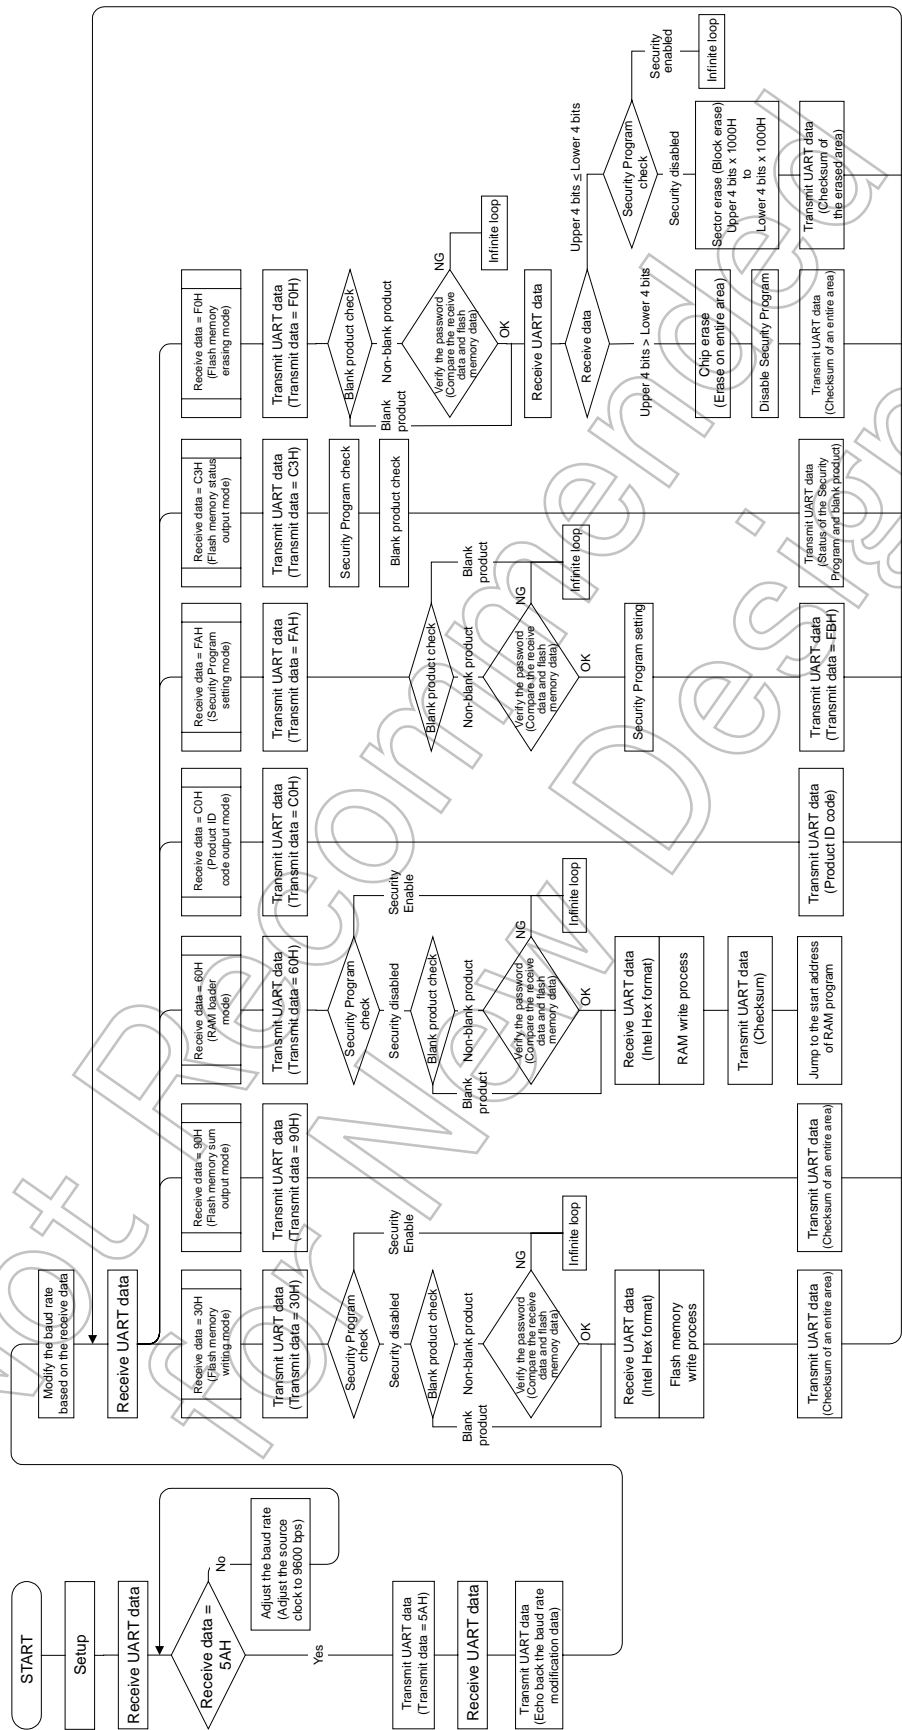 START
Setup
Receive UART data
Receive data =
5AH
No
Adjust the baud rate
(Adjust the source
clock to 9600 bps)
Yes
Transmit UART data
(Transmit data = 5AH)
Receive UART data
Transmit UART data
(Echo back the baud rate
modification data)
Modify the baud rate
based on the receive data
Receive UART data
Receive data = 30H
(Flash memory
writing mode)
Transmit UART data
(Transmit data = 30H)
Security Program
check
Security
Enable
Security disabled
Blank product check
Blank
product
Non-blank product
Verify the password
(Compare the receive
data and flash
memory data)
NG
Infinite loop
OK
Receive UART data
(Intel Hex format)
Flash memory
write process
Transmit UART data
(Checksum of an entire area)
Receive data = 90H
(Flash memory sum
output mode)
Transmit UART data
(Transmit data = 90H)
Transmit UART data
(Checksum of an entire area)
Receive data = 60H
(RAM loader
mode)
Transmit UART data
(Transmit data = 60H)
Security Program
check
Security
Enable
Security disabled
Blank product check
Blank
product
Non-blank product
Verify the password
(Compare the receive
data and flash
memory data)
NG
Infinite loop
OK
Receive UART data
(Intel Hex format)
RAM write process
Transmit UART data
(Checksum)
Jump to the start address
of RAM program
Receive data = C0H
(Product ID
code output mode)
Transmit UART data
(Transmit data = C0H)
Transmit UART data
(Product ID code)
Receive data = FAH
(Security Program
setting mode)
Transmit UART data
(Transmit data = FAH)
Blank product check
Blank
product
Non-blank product
Verify the password
(Compare the receive
data and flash
memory data)
NG
Infinite loop
OK
Security Program setting
Transmit UART data
(Transmit data = FBH)
Receive data = C3H
(Flash memory status
output mode)
Transmit UART data
(Transmit data = C3H)
Security Program check
Blank product check
Transmit UART data
(Status of the Security
Program and blank product)
Receive data = F0H
(Flash memory
erasing mode)
Transmit UART data
(Transmit data = F0H)
Blank product check
Blank
product
Non-blank product
Verify the password
(Compare the receive
data and flash
memory data)
NG
Infinite loop
OK
Receive UART data
Receive data
Upper 4 bits > Lower 4 bits
Chip erase
(Erase on entire area)
Disable Security Program
Transmit UART data
(Checksum of an entire area)
Upper 4 bits ≤ Lower 4 bits
Security Program
check
Security
enabled
Infinite loop
Security disabled
Sector erase (Block erase)
Upper 4 bits x 1000H
to
Lower 4 bits x 1000H
Transmit UART data
(Checksum of
the erased area)
Not Recommended
for New Design